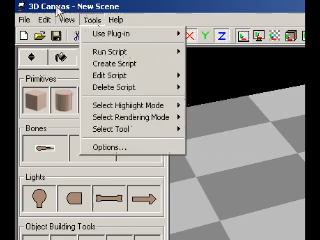 3D Canvas - New Scene
File Edit View Tools Help
X Y Z
Use Plug-in
Run Script
Create Script
Edit Script
Delete Script
Select Highlight Mode
Select Rendering Mode
Select Tool
Options...
Primitives
Bones
Lights
Object Building Tools